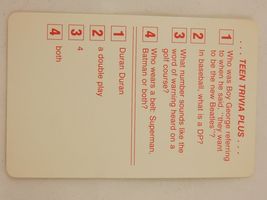 . . . TEEN TRIVIA PLUS . . .
1 Who was Boy George referring
to when he said, "they want
to be the new Beatles"?
2 In baseball, what is a DP?
3 What number sounds like the
word of warning heard on a
golf course?
4 Who wears a belt: Superman,
Batman or both?
1 Duran Duran
2 a double play
3 4
4 both